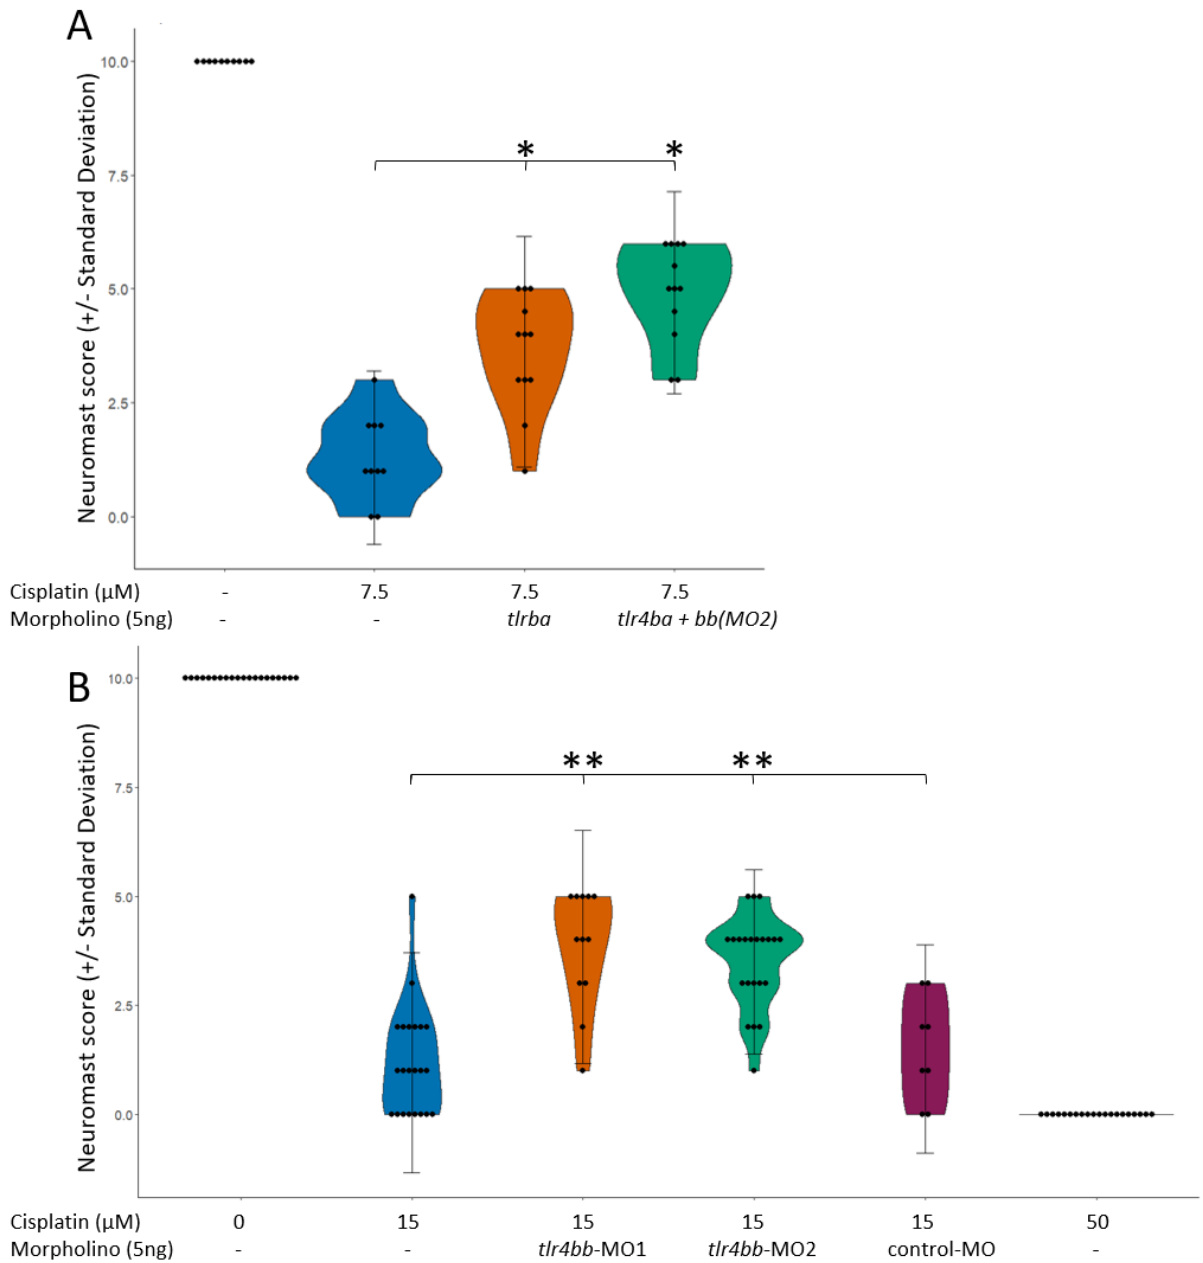 A
Neuromast score (+/- Standard Deviation)
10.0
7.5
5.0
2.5
0.0
* *
Cisplatin (µM) - 7.5 7.5 7.5
Morpholino (5ng) - - tlrba tlr4ba + bb(MO2)
B
Neuromast score (+/- Standard Deviation)
10.0
7.5
5.0
2.5
0.0
** **
Cisplatin (µM) 0 15 15 15 15 50
Morpholino (5ng) - - tlr4bb-MO1 tlr4bb-MO2 control-MO -